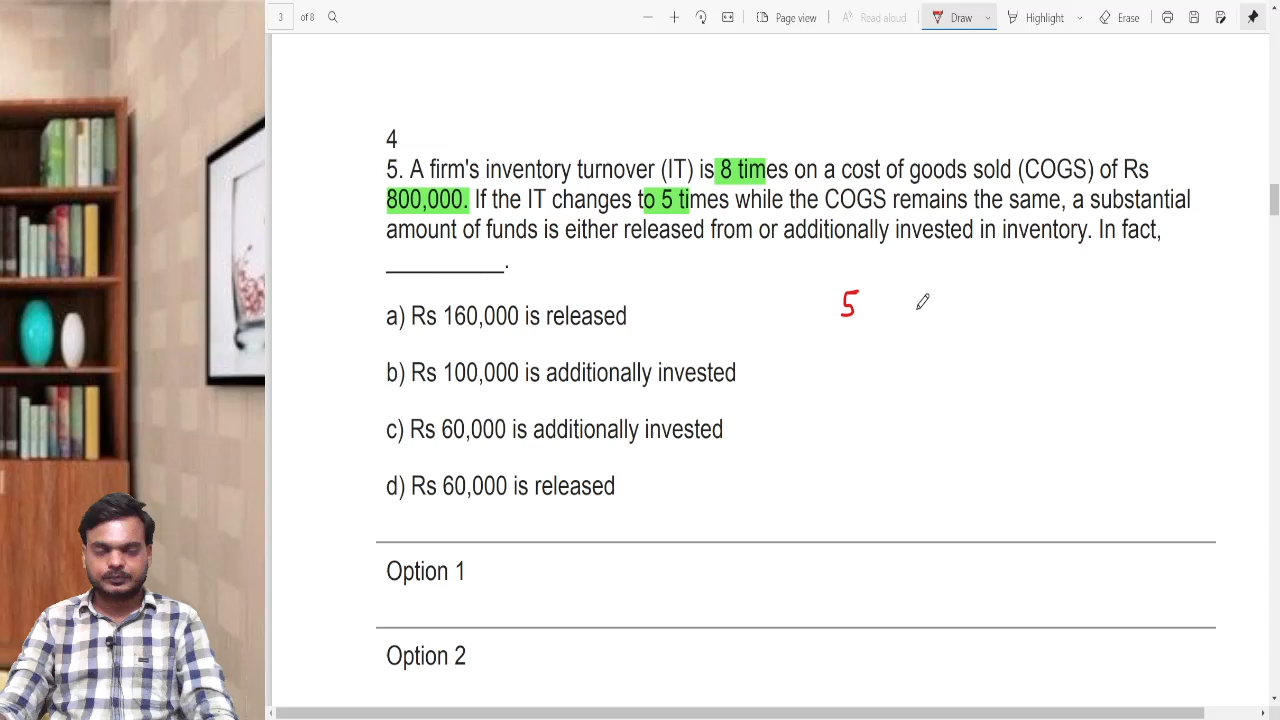 3 of 8 Page view Read aloud Draw Highlight Erase
4
5. A firm's inventory turnover (IT) is 8 times on a cost of goods sold (COGS) of Rs
800,000. If the IT changes to 5 times while the COGS remains the same, a substantial
amount of funds is either released from or additionally invested in inventory. In fact,
__________.
5
a) Rs 160,000 is released
b) Rs 100,000 is additionally invested
c) Rs 60,000 is additionally invested
d) Rs 60,000 is released
Option 1
Option 2